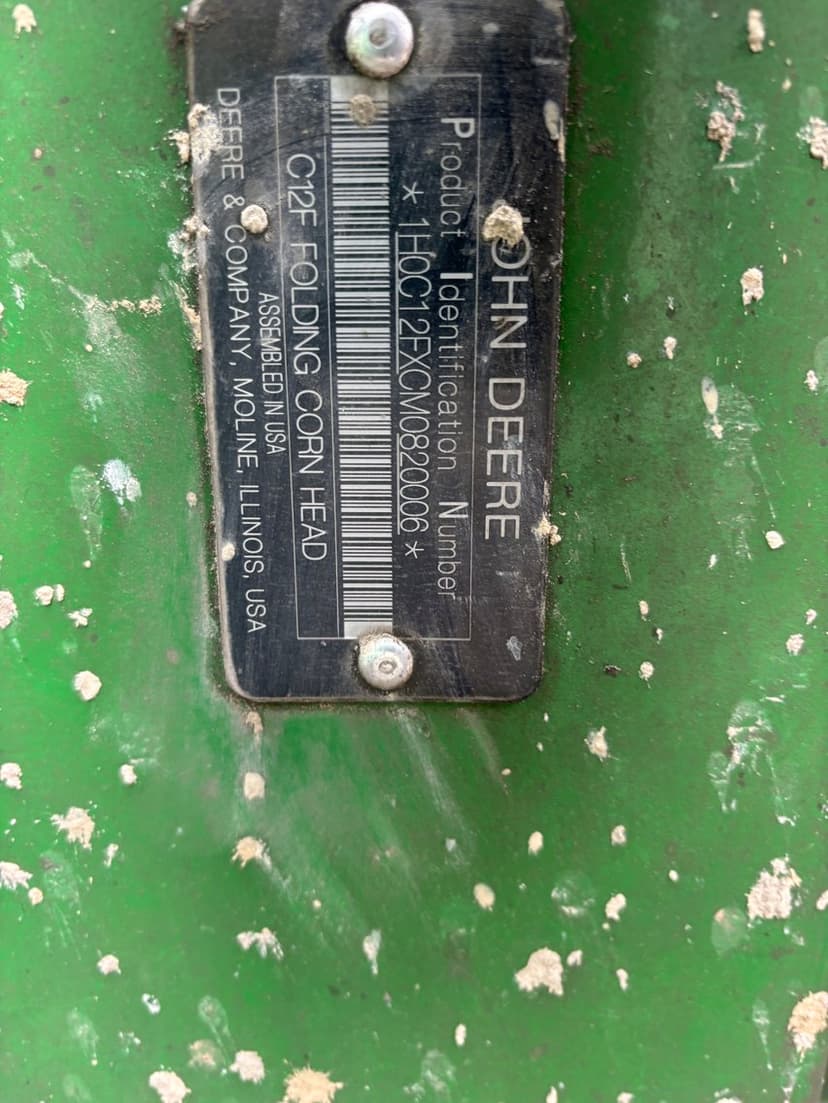 JOHN DEERE
Product Identification Number
* 1H0C12FXCM0820006 *
C12F FOLDING CORN HEAD
ASSEMBLED IN USA
DEERE & COMPANY, MOLINE, ILLINOIS, USA